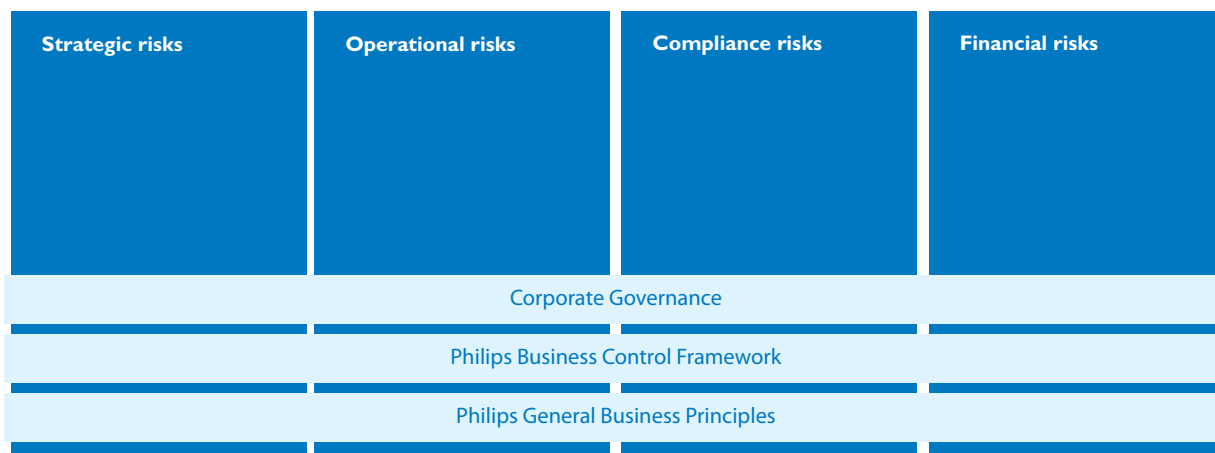 Strategic risks
Operational risks
Compliance risks
Financial risks
Corporate Governance
Philips Business Control Framework
Philips General Business Principles